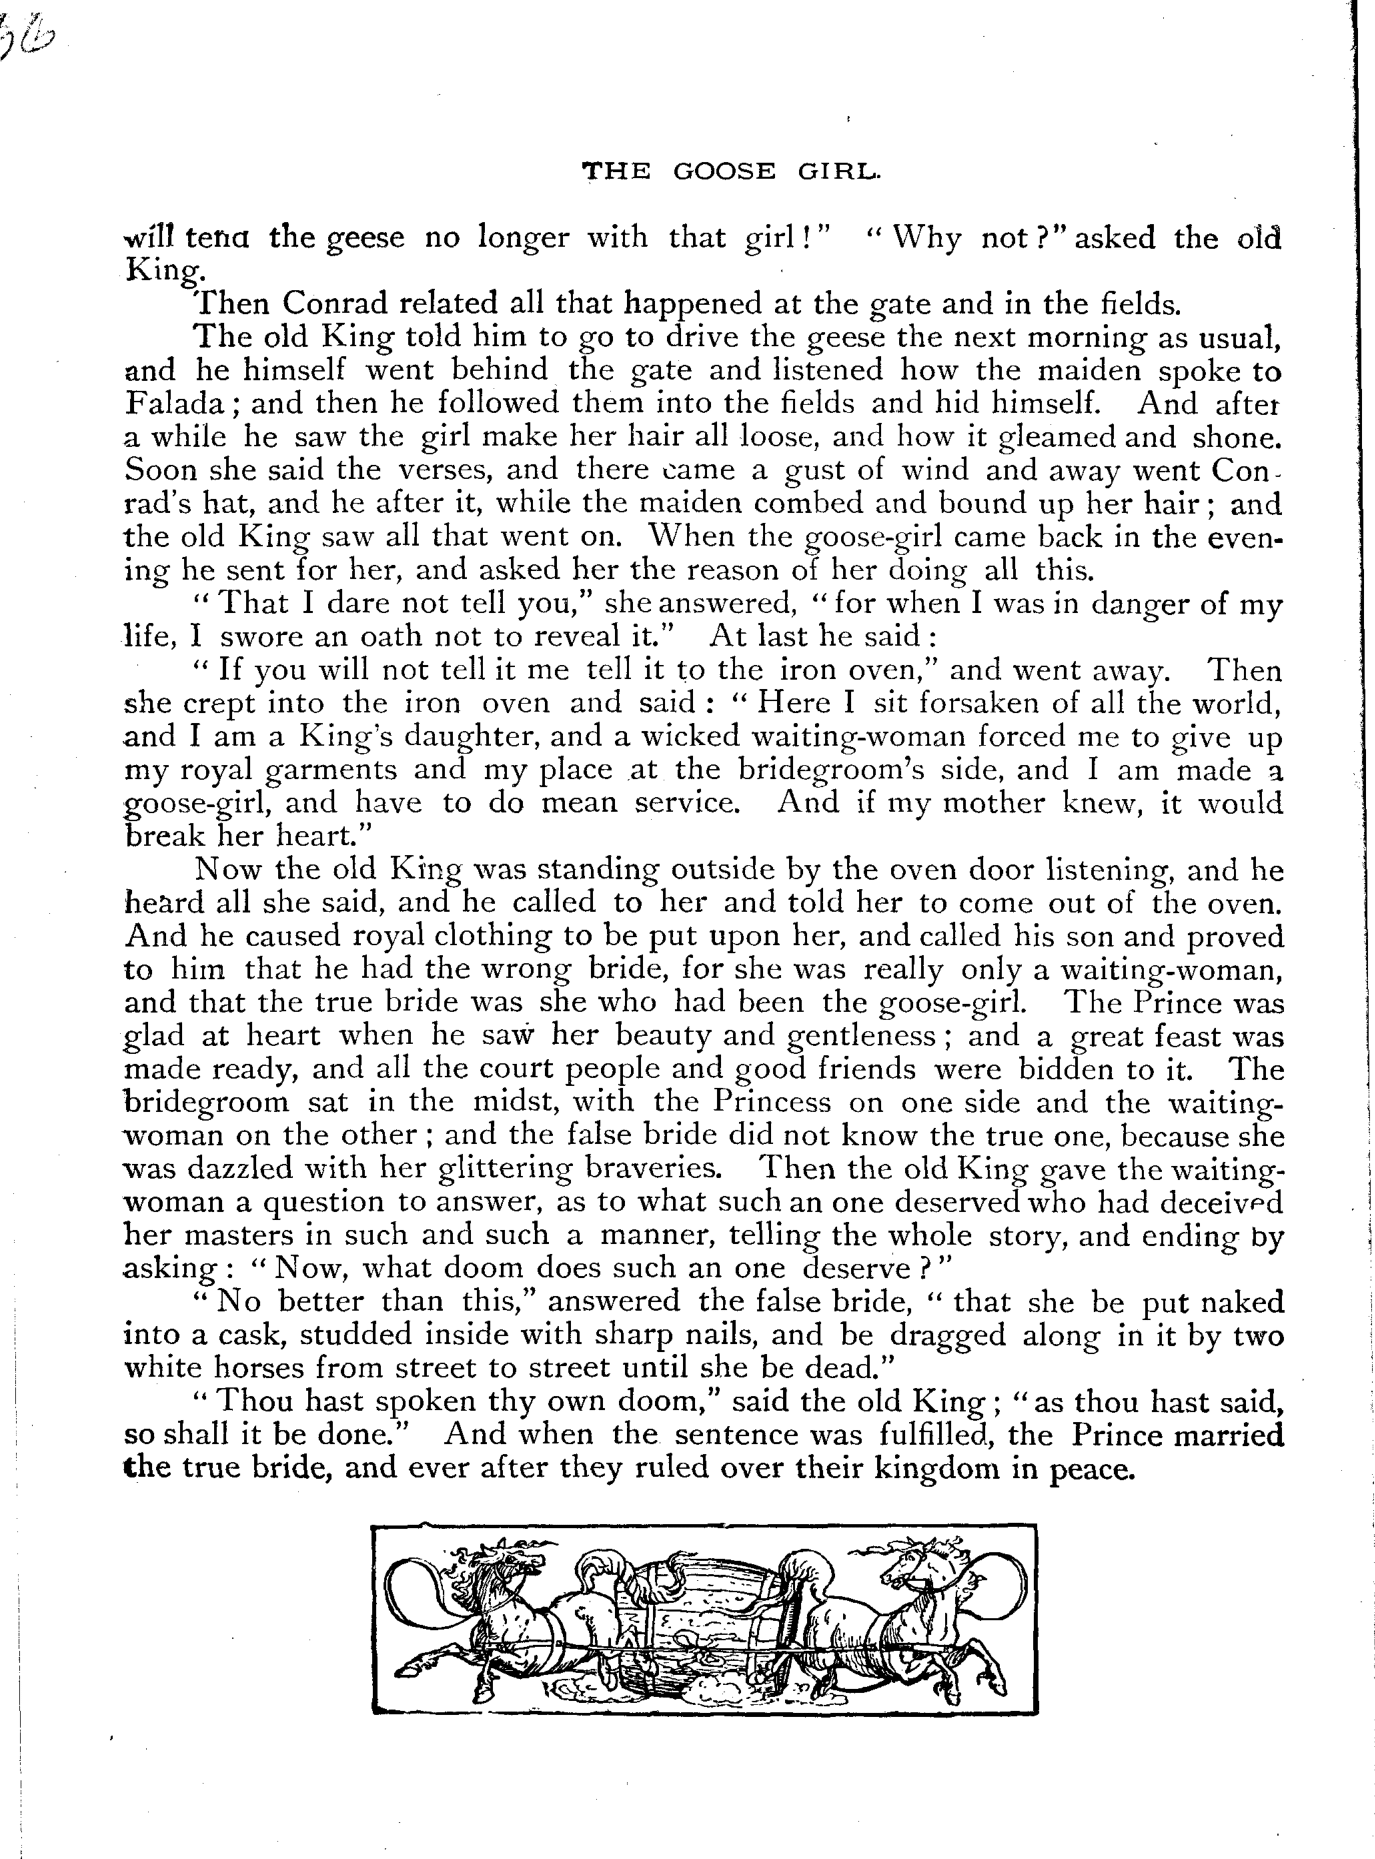 36
THE GOOSE GIRL.
will tend the geese no longer with that girl!" "Why not?" asked the old
King.
Then Conrad related all that happened at the gate and in the fields.
The old King told him to go to drive the geese the next morning as usual,
and he himself went behind the gate and listened how the maiden spoke to
Falada; and then he followed them into the fields and hid himself. And after
a while he saw the girl make her hair all loose, and how it gleamed and shone.
Soon she said the verses, and there came a gust of wind and away went Con-
rad's hat, and he after it, while the maiden combed and bound up her hair; and
the old King saw all that went on. When the goose-girl came back in the even-
ing he sent for her, and asked her the reason of her doing all this.
"That I dare not tell you," she answered, "for when I was in danger of my
life, I swore an oath not to reveal it." At last he said:
"If you will not tell it me tell it to the iron oven," and went away. Then
she crept into the iron oven and said: "Here I sit forsaken of all the world,
and I am a King's daughter, and a wicked waiting-woman forced me to give up
my royal garments and my place at the bridegroom's side, and I am made a
goose-girl, and have to do mean service. And if my mother knew, it would
break her heart."
Now the old King was standing outside by the oven door listening, and he
heard all she said, and he called to her and told her to come out of the oven.
And he caused royal clothing to be put upon her, and called his son and proved
to him that he had the wrong bride, for she was really only a waiting-woman,
and that the true bride was she who had been the goose-girl. The Prince was
glad at heart when he saw her beauty and gentleness; and a great feast was
made ready, and all the court people and good friends were bidden to it. The
bridegroom sat in the midst, with the Princess on one side and the waiting-
woman on the other; and the false bride did not know the true one, because she
was dazzled with her glittering braveries. Then the old King gave the waiting-
woman a question to answer, as to what such an one deserved who had deceived
her masters in such and such a manner, telling the whole story, and ending by
asking: "Now, what doom does such an one deserve?"
"No better than this," answered the false bride, "that she be put naked
into a cask, studded inside with sharp nails, and be dragged along in it by two
white horses from street to street until she be dead."
"Thou hast spoken thy own doom," said the old King; "as thou hast said,
so shall it be done." And when the sentence was fulfilled, the Prince married
the true bride, and ever after they ruled over their kingdom in peace.